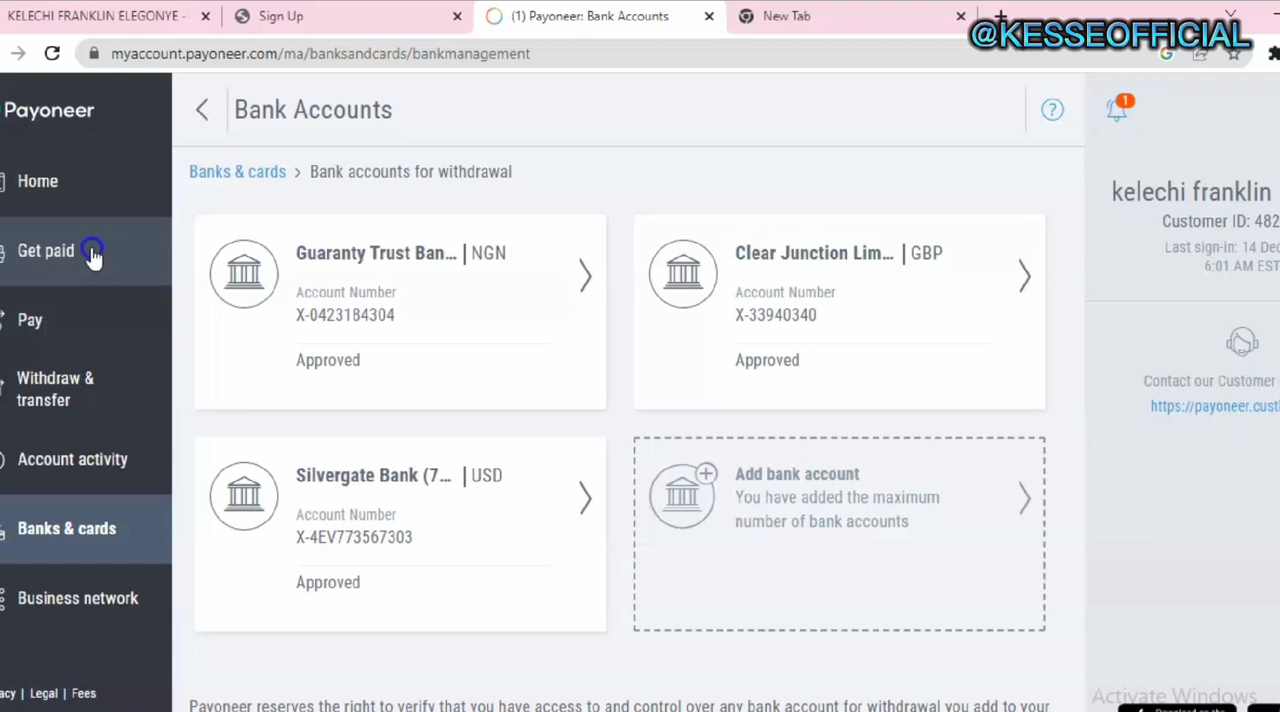 KELECHI FRANKLIN ELEGONYE -
Sign Up
(1) Payoneer: Bank Accounts
New Tab
@KESSEOFFICIAL
myaccount.payoneer.com/ma/banksandcards/bankmanagement
Payoneer
Home
Get paid
Pay
Withdraw &
transfer
Account activity
Banks & cards
Business network
acy | Legal | Fees
Bank Accounts
?
Banks & cards > Bank accounts for withdrawal
Guaranty Trust Ban... | NGN
Account Number
X-0423184304
Approved
Clear Junction Lim... | GBP
Account Number
X-33940340
Approved
Silvergate Bank (7... | USD
Account Number
X-4EV773567303
Approved
Add bank account
You have added the maximum
number of bank accounts
Payoneer reserves the right to verify that you have access to and control over any bank account for withdrawal you add to your
1
kelechi franklin
Customer ID: 482
Last sign-in: 14 Dec
6:01 AM EST
Contact our Customer
https://payoneer.custl
Activate Windows